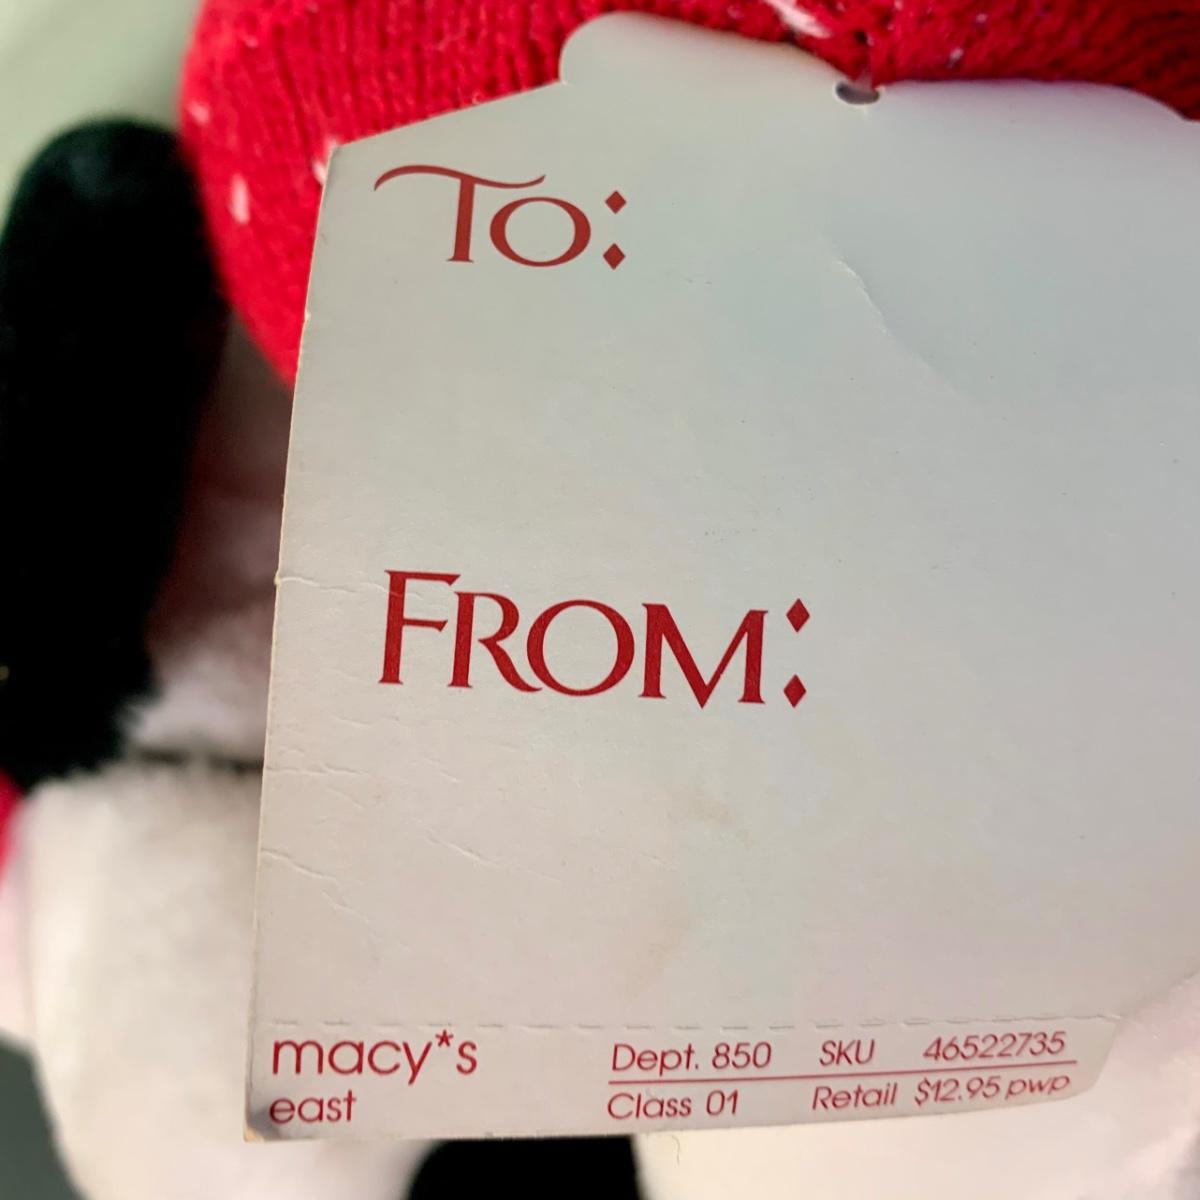 TO:
FROM:
macy*s Dept. 850 SKU 46522735
east Class 01 Retail $12.95 pwp